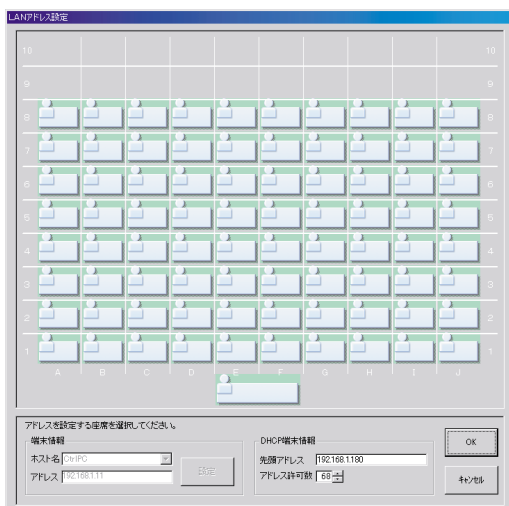 LANアドレス設定
10 10
9 9
8 8
7 7
6 6
5 5
4 4
3 3
2 2
1 1
A B C D E F G H I J
アドレスを設定する座席を選択してください。
端末情報
ホスト名 CtrlPC
アドレス 192.168.1.11
設定
DHCP端末情報
先頭アドレス 192.168.1.180
アドレス許可数 68
OK
キャンセル